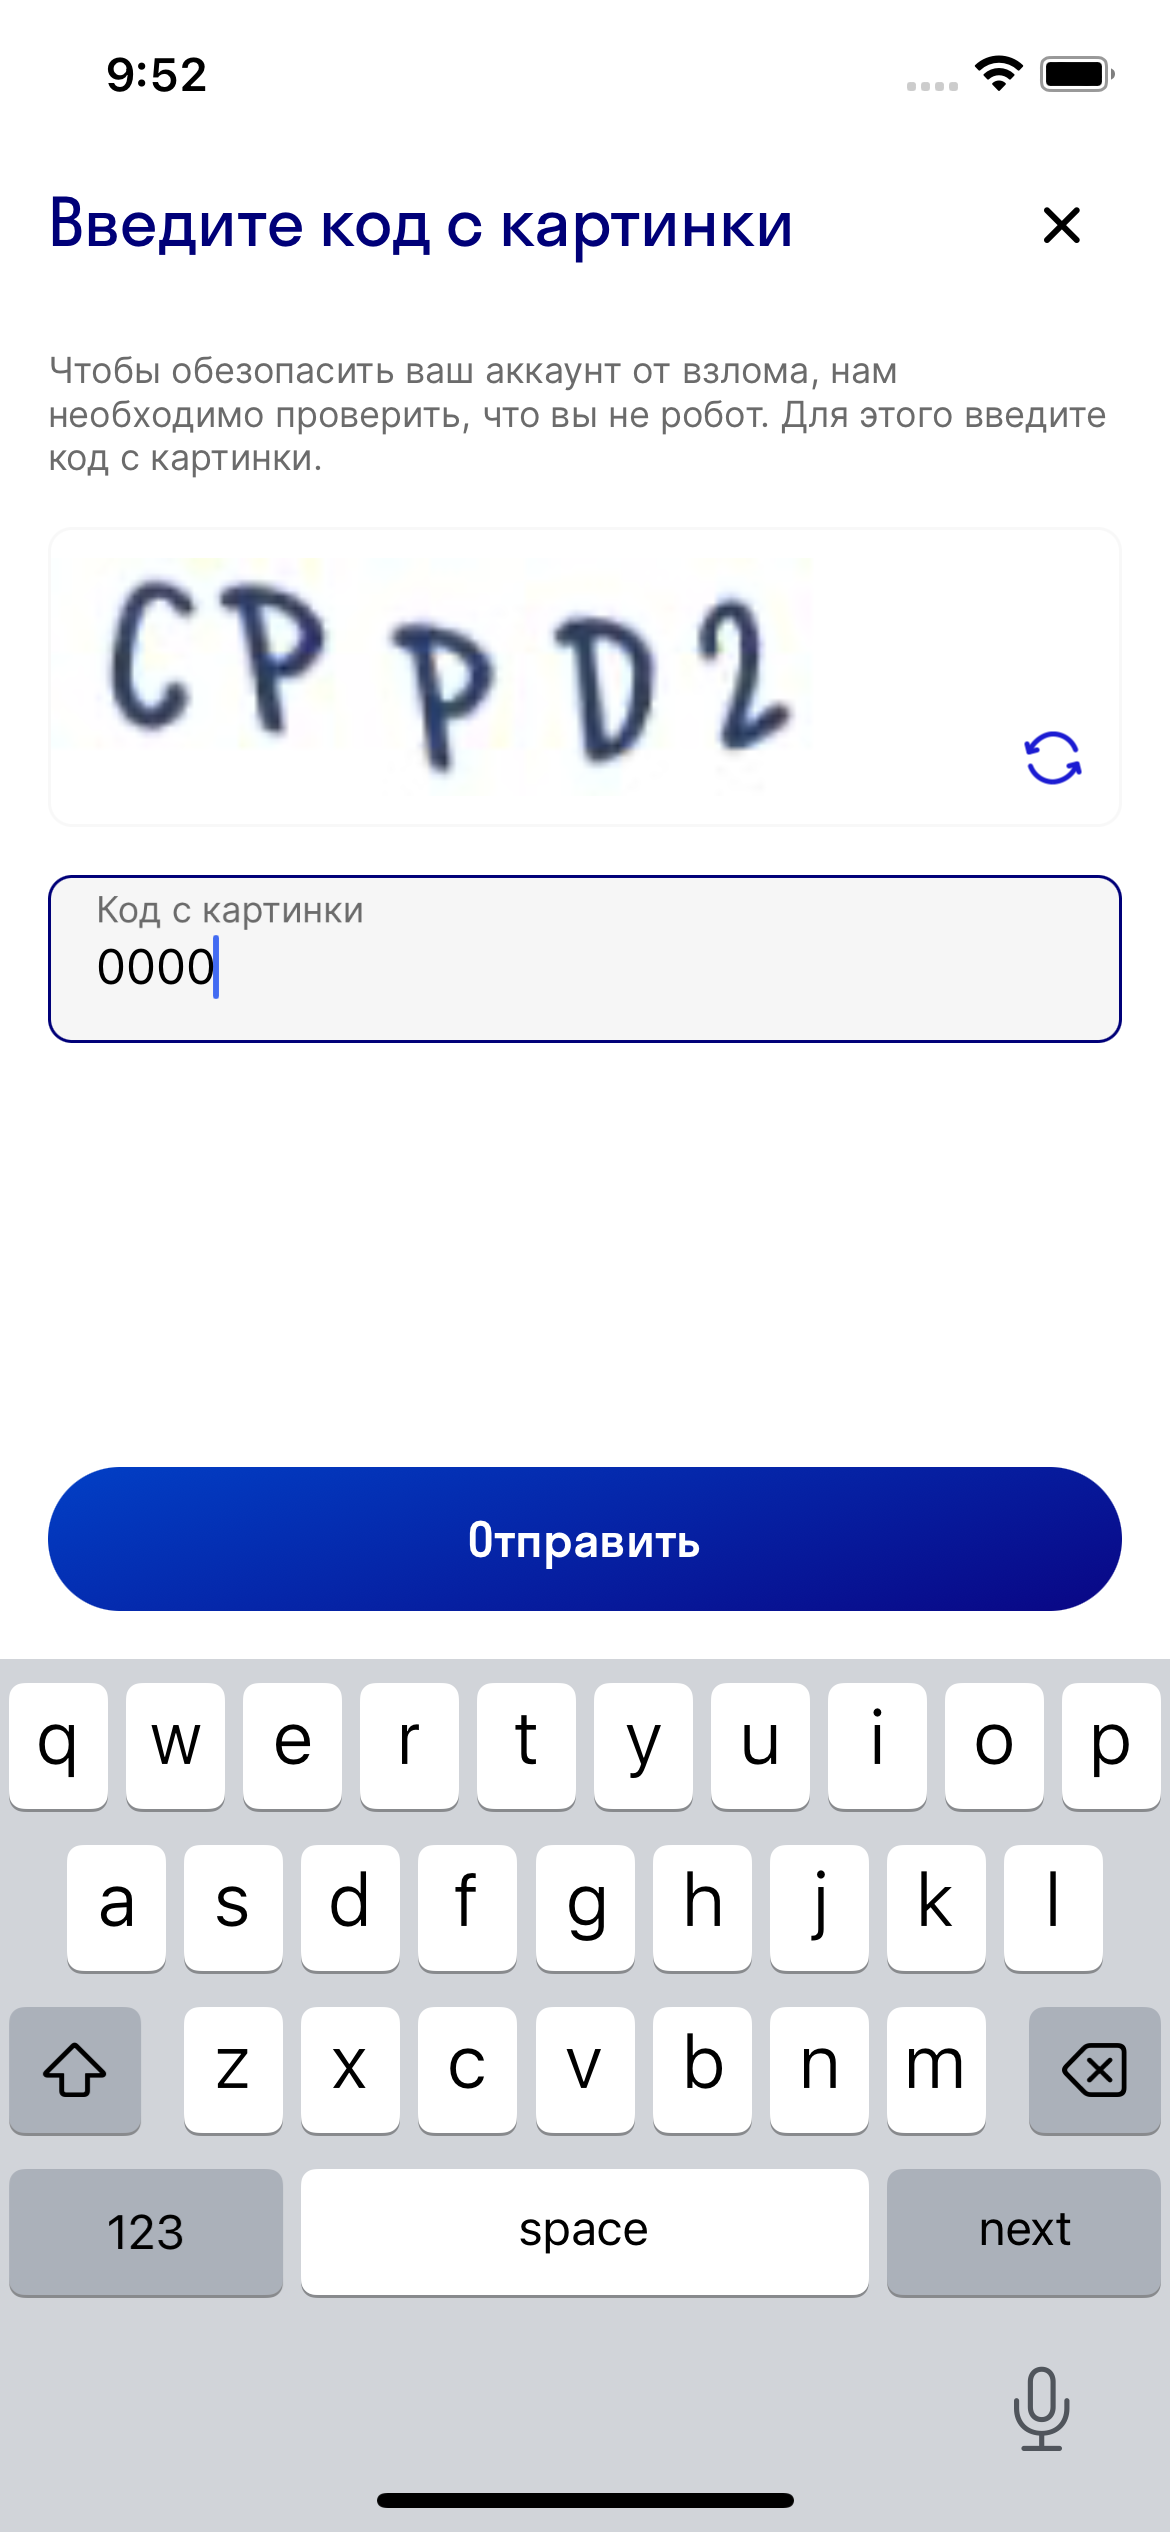 9:52
Введите код с картинки
Чтобы обезопасить ваш аккаунт от взлома, нам
необходимо проверить, что вы не робот. Для этого введите
код с картинки.
CPPD2
Код с картинки
0000
Отправить
q w e r t y u i o p
a s d f g h j k l
z x c v b n m
123 space next